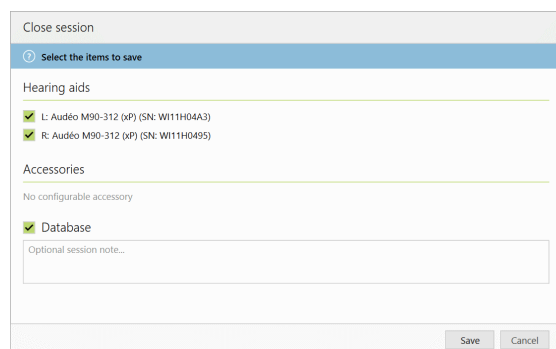 Close session
Select the items to save
Hearing aids
L: Audéo M90-312 (xP) (SN: WI11H04A3)
R: Audéo M90-312 (xP) (SN: WI11H0495)
Accessories
No configurable accessory
Database
Optional session note...
Save Cancel